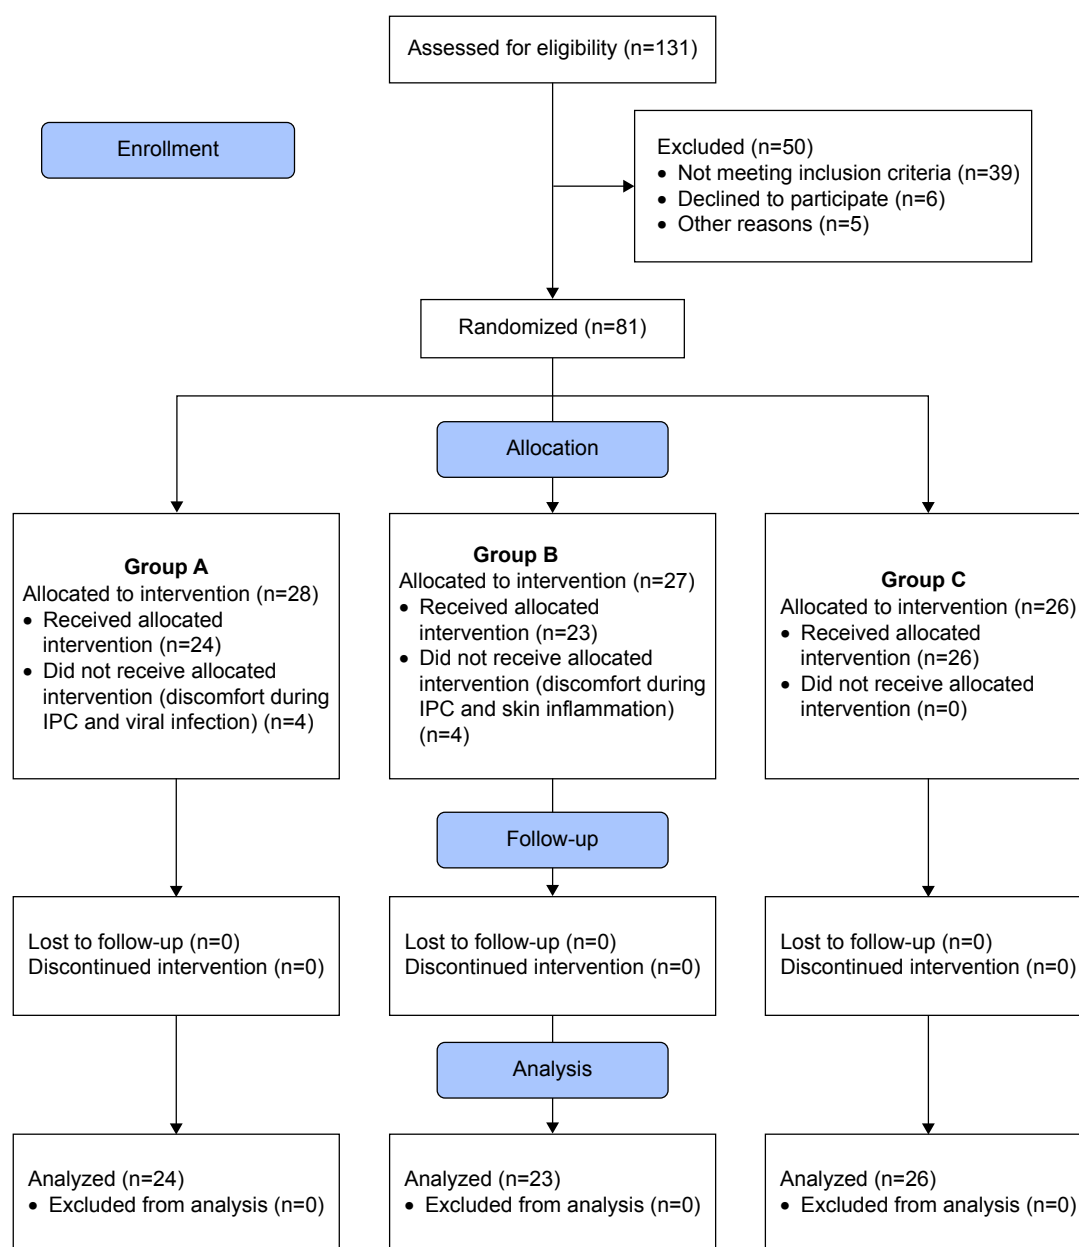 Assessed for eligibility (n=131)
Enrollment
Excluded (n=50)
• Not meeting inclusion criteria (n=39)
• Declined to participate (n=6)
• Other reasons (n=5)
Randomized (n=81)
Allocation
Group A
Allocated to intervention (n=28)
• Received allocated
intervention (n=24)
• Did not receive allocated
intervention (discomfort during
IPC and viral infection) (n=4)
Group B
Allocated to intervention (n=27)
• Received allocated
intervention (n=23)
• Did not receive allocated
intervention (discomfort during
IPC and skin inflammation)
(n=4)
Group C
Allocated to intervention (n=26)
• Received allocated
intervention (n=26)
• Did not receive allocated
intervention (n=0)
Follow-up
Lost to follow-up (n=0)
Discontinued intervention (n=0)
Lost to follow-up (n=0)
Discontinued intervention (n=0)
Lost to follow-up (n=0)
Discontinued intervention (n=0)
Analysis
Analyzed (n=24)
• Excluded from analysis (n=0)
Analyzed (n=23)
• Excluded from analysis (n=0)
Analyzed (n=26)
• Excluded from analysis (n=0)